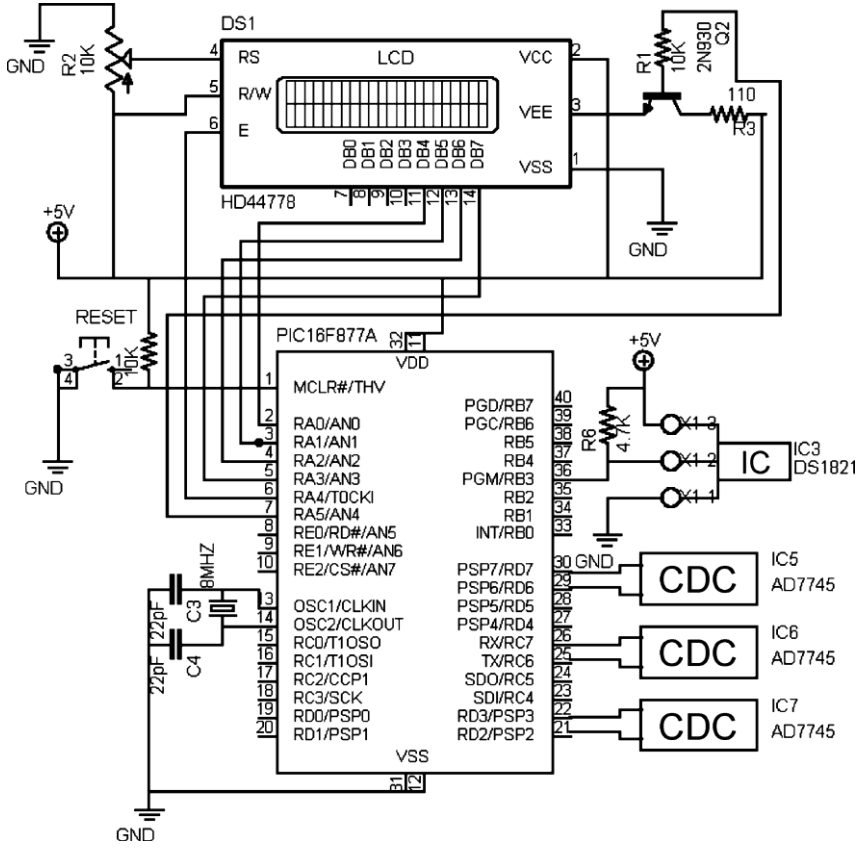 DS1
LCD
4 RS
5 R/W
6 E
VCC 2
VEE 3
VSS 1
DB0
DB1
DB2
DB3
DB4
DB5
DB6
DB7
7
8
9
10
11
12
13
14
HD44778
GND
R2
10K
R1
10K
2N930
Q2
110
R3
GND
+5V
RESET
3
4
1
2
10K
GND
PIC16F877A
32
11
VDD
1 MCLR#/THV
2 RA0/AN0
3 RA1/AN1
4 RA2/AN2
5 RA3/AN3
6 RA4/T0CKI
7 RA5/AN4
8 RE0/RD#/AN5
9 RE1/WR#/AN6
10 RE2/CS#/AN7
3 OSC1/CLKIN
14 OSC2/CLKOUT
15 RC0/T1OSO
16 RC1/T1OSI
17 RC2/CCP1
18 RC3/SCK
19 RD0/PSP0
20 RD1/PSP1
PGD/RB7 40
PGC/RB6 39
RB5 38
RB4 37
PGM/RB3 36
RB2 35
RB1 34
INT/RB0 33
PSP7/RD7 30
PSP6/RD6 29
PSP5/RD5 28
PSP4/RD4 27
RX/RC7 26
TX/RC6 25
SDO/RC5 24
SDI/RC4 23
RD3/PSP3 22
RD2/PSP2 21
VSS
31
12
8MHZ
22pF
C3
22pF
C4
GND
+5V
R6
4.7K
X1-3
X1-2
X1-1
IC
IC3
DS1821
GND
CDC
IC5
AD7745
CDC
IC6
AD7745
CDC
IC7
AD7745